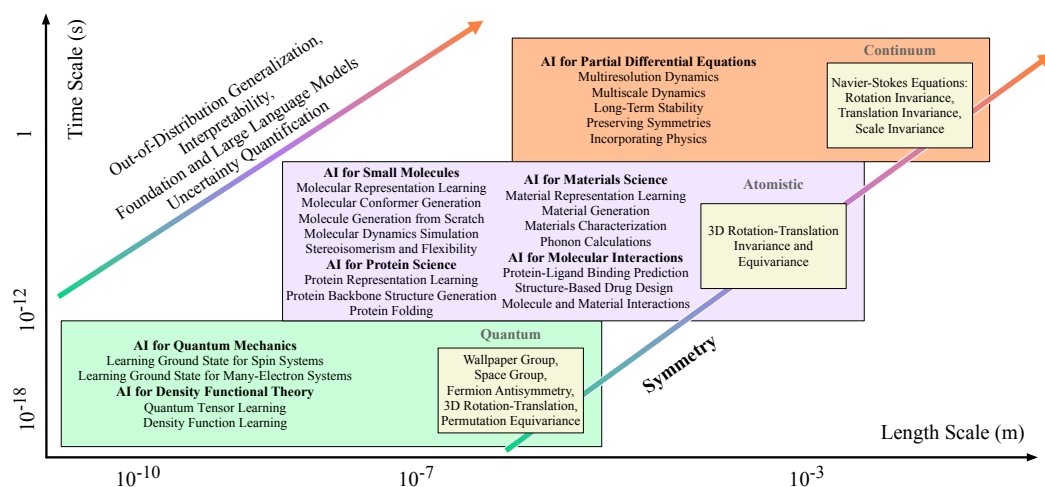 Time Scale (s)
1
10-12
10-18
Out-of-Distribution Generalization,
Interpretability,
Foundation and Large Language Models
Uncertainty Quantification
Continuum
AI for Partial Differential Equations
Multiresolution Dynamics
Multiscale Dynamics
Long-Term Stability
Preserving Symmetries
Incorporating Physics
Navier-Stokes Equations:
Rotation Invariance,
Translation Invariance,
Scale Invariance
AI for Small Molecules
Molecular Representation Learning
Molecular Conformer Generation
Molecule Generation from Scratch
Molecular Dynamics Simulation
Stereoisomerism and Flexibility
AI for Protein Science
Protein Representation Learning
Protein Backbone Structure Generation
Protein Folding
AI for Materials Science
Material Representation Learning
Material Generation
Materials Characterization
Phonon Calculations
AI for Molecular Interactions
Protein-Ligand Binding Prediction
Structure-Based Drug Design
Molecule and Material Interactions
Atomistic
3D Rotation-Translation
Invariance and
Equivariance
Quantum
AI for Quantum Mechanics
Learning Ground State for Spin Systems
Learning Ground State for Many-Electron Systems
AI for Density Functional Theory
Quantum Tensor Learning
Density Function Learning
Wallpaper Group,
Space Group,
Fermion Antisymmetry,
3D Rotation-Translation,
Permutation Equivariance
Symmetry
Length Scale (m)
10-10
10-7
10-3